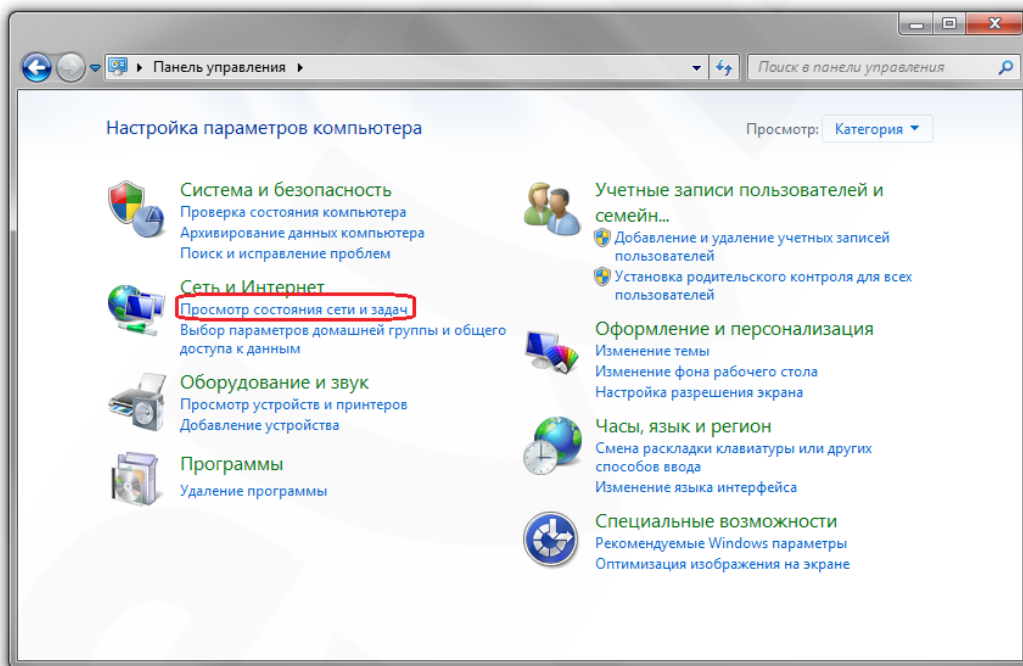 Панель управления
Поиск в панели управления
Настройка параметров компьютера
Просмотр: Категория
Система и безопасность
Проверка состояния компьютера
Архивирование данных компьютера
Поиск и исправление проблем
Сеть и Интернет
Просмотр состояния сети и задач
Выбор параметров домашней группы и общего
доступа к данным
Оборудование и звук
Просмотр устройств и принтеров
Добавление устройства
Программы
Удаление программы
Учетные записи пользователей и
семейн...
Добавление и удаление учетных записей
пользователей
Установка родительского контроля для всех
пользователей
Оформление и персонализация
Изменение темы
Изменение фона рабочего стола
Настройка разрешения экрана
Часы, язык и регион
Смена раскладки клавиатуры или других
способов ввода
Изменение языка интерфейса
Специальные возможности
Рекомендуемые Windows параметры
Оптимизация изображения на экране